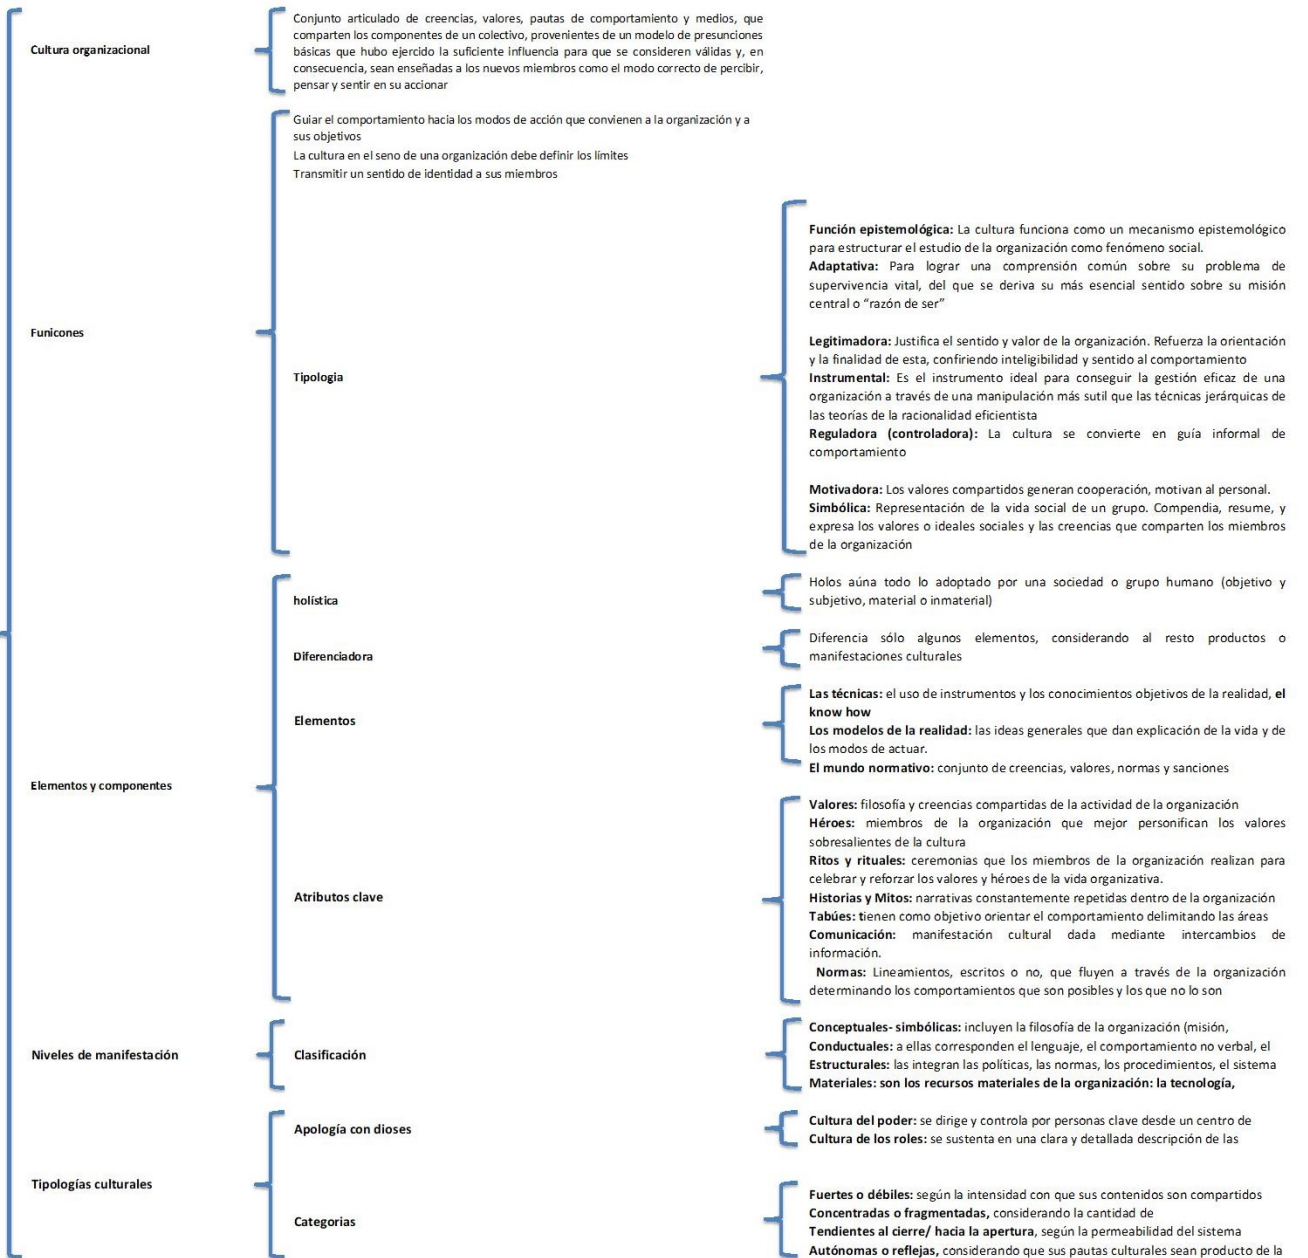 Cultura organizacional
Conjunto articulado de creencias, valores, pautas de comportamiento y medios, que
comparten los componentes de un colectivo, provenientes de un modelo de presunciones
básicas que hubo ejercido la suficiente influencia para que se consideren válidas y, en
consecuencia, sean enseñadas a los nuevos miembros como el modo correcto de percibir,
pensar y sentir en su accionar
Funicones
Guiar el comportamiento hacia los modos de acción que convienen a la organización y a
sus objetivos
La cultura en el seno de una organización debe definir los límites
Transmitir un sentido de identidad a sus miembros
Tipologia
Función epistemológica: La cultura funciona como un mecanismo epistemológico
para estructurar el estudio de la organización como fenómeno social.
Adaptativa: Para lograr una comprensión común sobre su problema de
supervivencia vital, del que se deriva su más esencial sentido sobre su misión
central o “razón de ser”
Legitimadora: Justifica el sentido y valor de la organización. Refuerza la orientación
y la finalidad de esta, confiriendo inteligibilidad y sentido al comportamiento
Instrumental: Es el instrumento ideal para conseguir la gestión eficaz de una
organización a través de una manipulación más sutil que las técnicas jerárquicas de
las teorías de la racionalidad eficientista
Reguladora (controladora): La cultura se convierte en guía informal de
comportamiento
Motivadora: Los valores compartidos generan cooperación, motivan al personal.
Simbólica: Representación de la vida social de un grupo. Compendia, resume, y
expresa los valores o ideales sociales y las creencias que comparten los miembros
de la organización
Elementos y componentes
holística
Holos aúna todo lo adoptado por una sociedad o grupo humano (objetivo y
subjetivo, material o inmaterial)
Diferenciadora
Diferencia sólo algunos elementos, considerando al resto productos o
manifestaciones culturales
Elementos
Las técnicas: el uso de instrumentos y los conocimientos objetivos de la realidad, el
know how
Los modelos de la realidad: las ideas generales que dan explicación de la vida y de
los modos de actuar.
El mundo normativo: conjunto de creencias, valores, normas y sanciones
Atributos clave
Valores: filosofía y creencias compartidas de la actividad de la organización
Héroes: miembros de la organización que mejor personifican los valores
sobresalientes de la cultura
Ritos y rituales: ceremonias que los miembros de la organización realizan para
celebrar y reforzar los valores y héroes de la vida organizativa.
Historias y Mitos: narrativas constantemente repetidas dentro de la organización
Tabúes: tienen como objetivo orientar el comportamiento delimitando las áreas
Comunicación: manifestación cultural dada mediante intercambios de
información.
Normas: Lineamientos, escritos o no, que fluyen a través de la organización
determinando los comportamientos que son posibles y los que no lo son
Niveles de manifestación
Clasificación
Conceptuales- simbólicas: incluyen la filosofía de la organización (misión,
Conductuales: a ellas corresponden el lenguaje, el comportamiento no verbal, el
Estructurales: las integran las políticas, las normas, los procedimientos, el sistema
Materiales: son los recursos materiales de la organización: la tecnología,
Tipologías culturales
Apología con dioses
Cultura del poder: se dirige y controla por personas clave desde un centro de
Cultura de los roles: se sustenta en una clara y detallada descripción de las
Categorias
Fuertes o débiles: según la intensidad con que sus contenidos son compartidos
Concentradas o fragmentadas, considerando la cantidad de
Tendientes al cierre/ hacia la apertura, según la permeabilidad del sistema
Autónomas o reflejas, considerando que sus pautas culturales sean producto de la